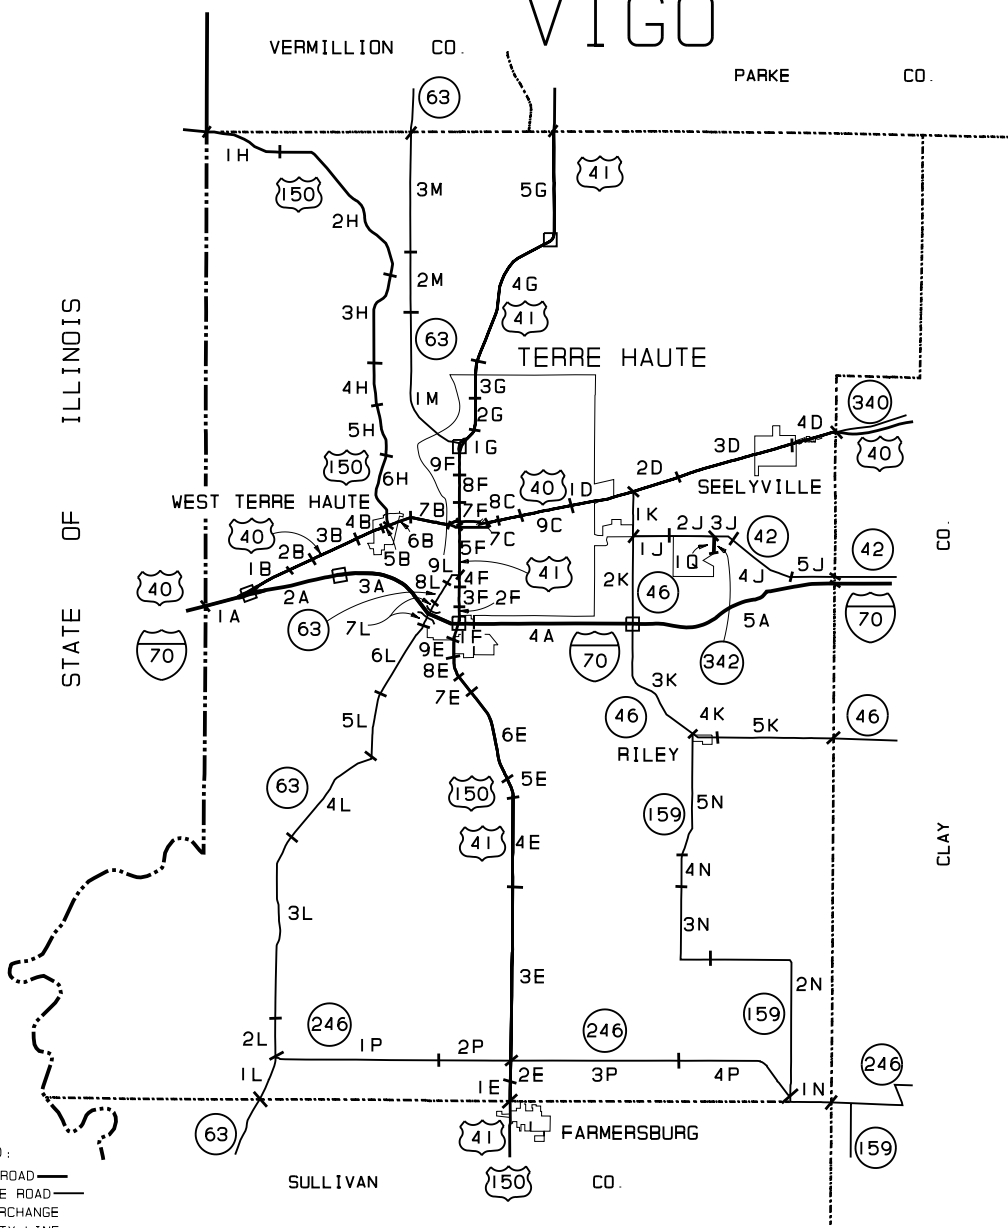 VIGO
VERMILLION CO.
PARKE CO.
63
1H
150
41
3M
5G
2H
2M
4G
3H
41
63
ILLINOIS
TERRE HAUTE
4H
1M
3G
340
2G
4D
5H
1G
3D
40
9F
150
2D
6H
8F
40
1D
SEELYVILLE
WEST TERRE HAUTE
7B
7F
8C
1K
4B
9C
2J
3J
42
OF
40
3B
6B
7C
CO.
2B
5B
5F
1J
42
1B
9L
1Q
41
5J
8L
4F
2K
4J
40
3A
2A
3F
2F
46
1A
63
5A
70
7L
1F
4A
STATE
70
6L
9E
70
342
8E
3K
7E
46
4K
5K
46
5L
6E
RILEY
63
5E
150
5N
4L
159
41
4E
CLAY
4N
3L
3N
3E
2N
159
246
246
2L
1P
2P
246
1L
2E
3P
4P
1E
1N
63
41
FARMERSBURG
159
SULLIVAN CO.
150
ROAD
E ROAD
RCHANGE